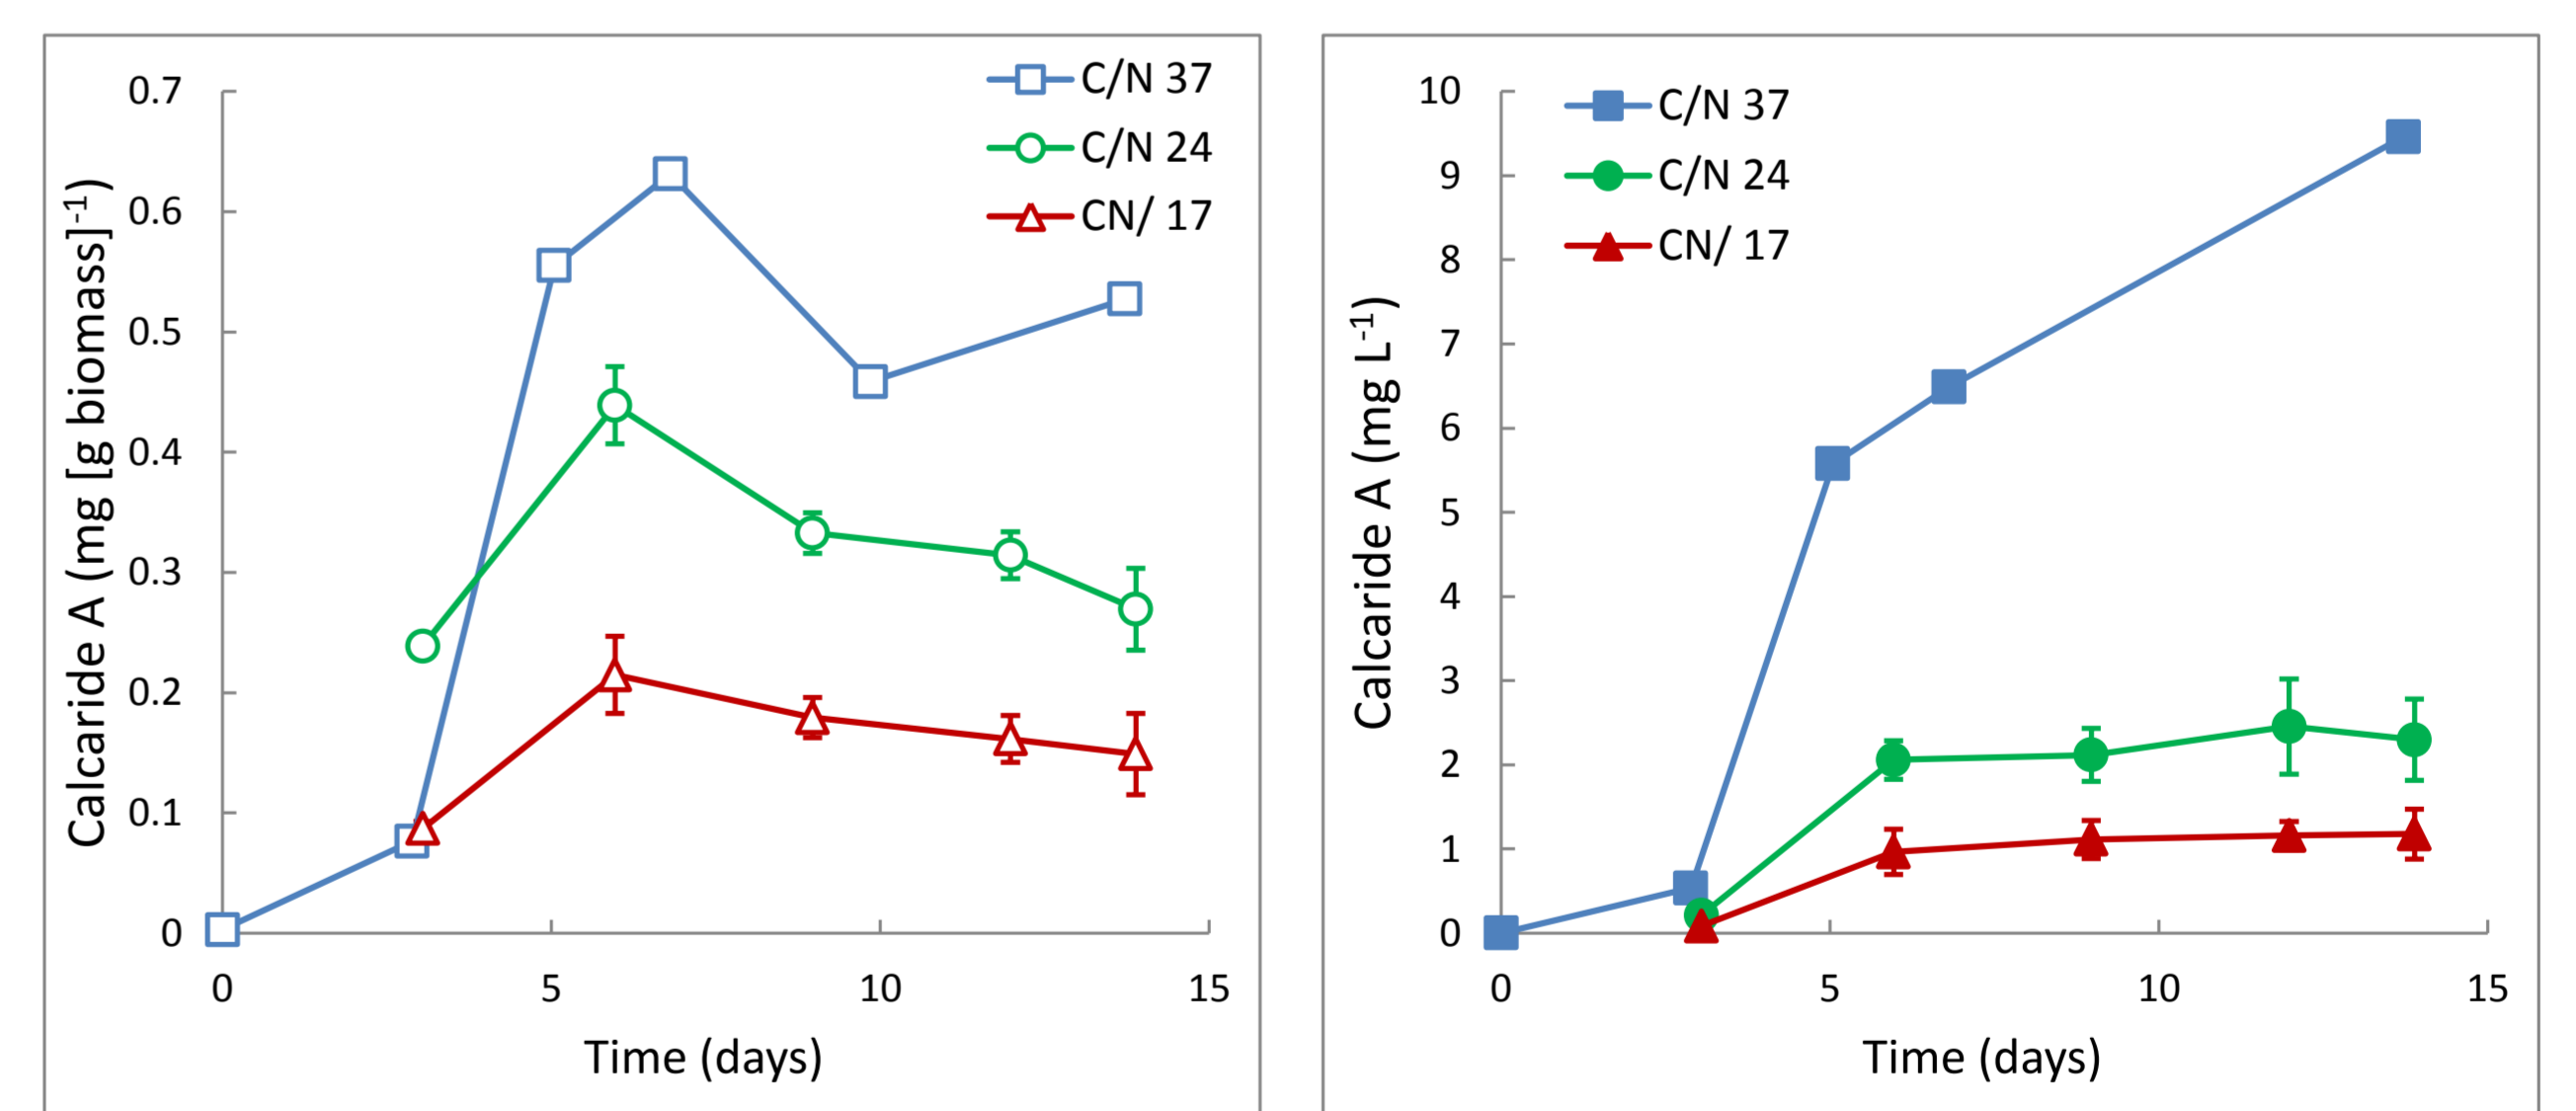 Calcaride A (mg [g biomass]⁻¹)
0.7
0.6
0.5
0.4
0.3
0.2
0.1
0
C/N 37
C/N 24
CN/ 17
0 5 10 15
Time (days)
Calcaride A (mg L⁻¹)
10
9
8
7
6
5
4
3
2
1
0
C/N 37
C/N 24
CN/ 17
0 5 10 15
Time (days)